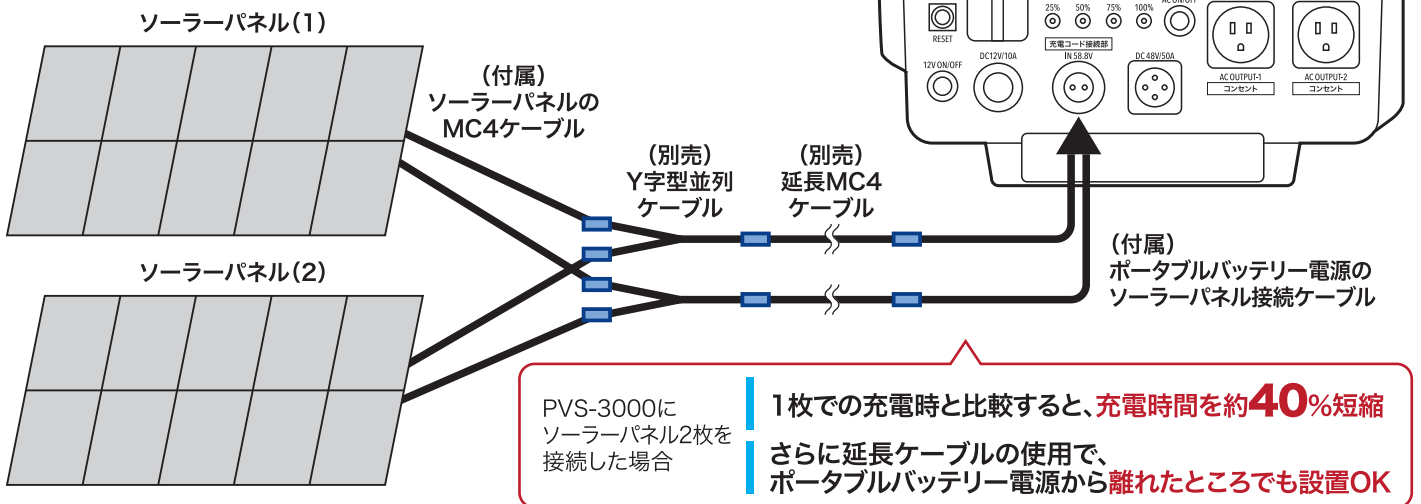 ソーラーパネル（1）
（付属）
ソーラーパネルの
MC4ケーブル
（別売）
Y字型並列
ケーブル
（別売）
延長MC4
ケーブル
ソーラーパネル（2）
25% 50% 75% 100% AC ON/OFF
RESET
充電コード接続部
12V ON/OFF DC12V/10A IN 58.8V DC 48V/50A
AC OUTPUT-1 AC OUTPUT-2
コンセント コンセント
（付属）
ポータブルバッテリー電源の
ソーラーパネル接続ケーブル
PVS-3000に
ソーラーパネル2枚を
接続した場合
1枚での充電時と比較すると、充電時間を約40%短縮
さらに延長ケーブルの使用で、
ポータブルバッテリー電源から離れたところでも設置OK